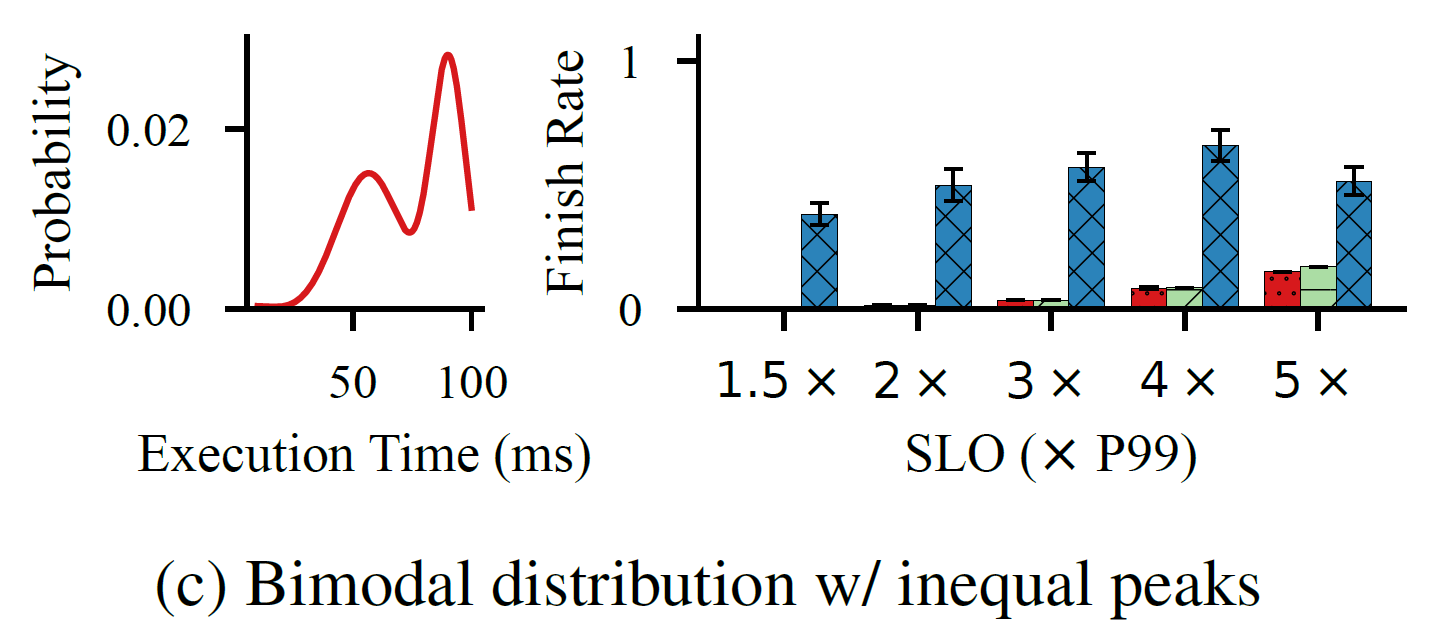 Probability
0.02
0.00
50 100
Execution Time (ms)
Finish Rate
1
0
1.5 × 2 × 3 × 4 × 5 ×
SLO (× P99)
(c) Bimodal distribution w/ inequal peaks